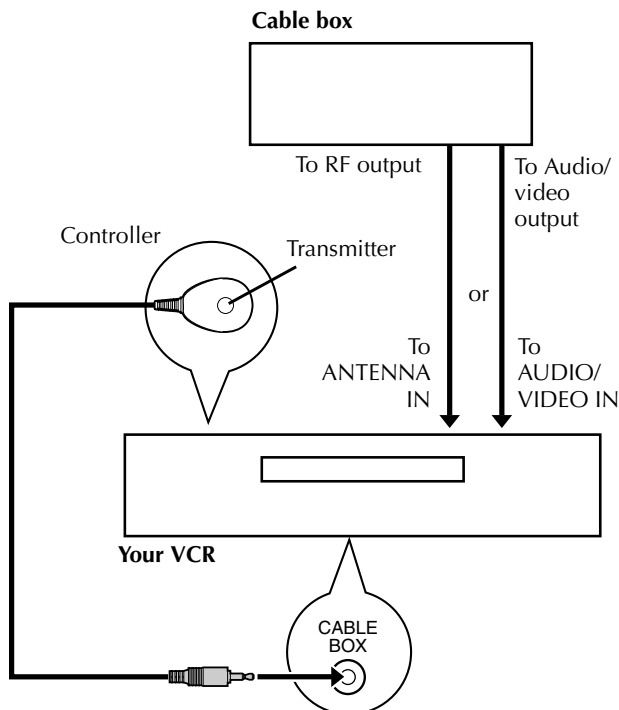 Cable box
To RF output
To Audio/
video
output
Controller
Transmitter
or
To
ANTENNA
IN
To
AUDIO/
VIDEO IN
Your VCR
CABLE
BOX